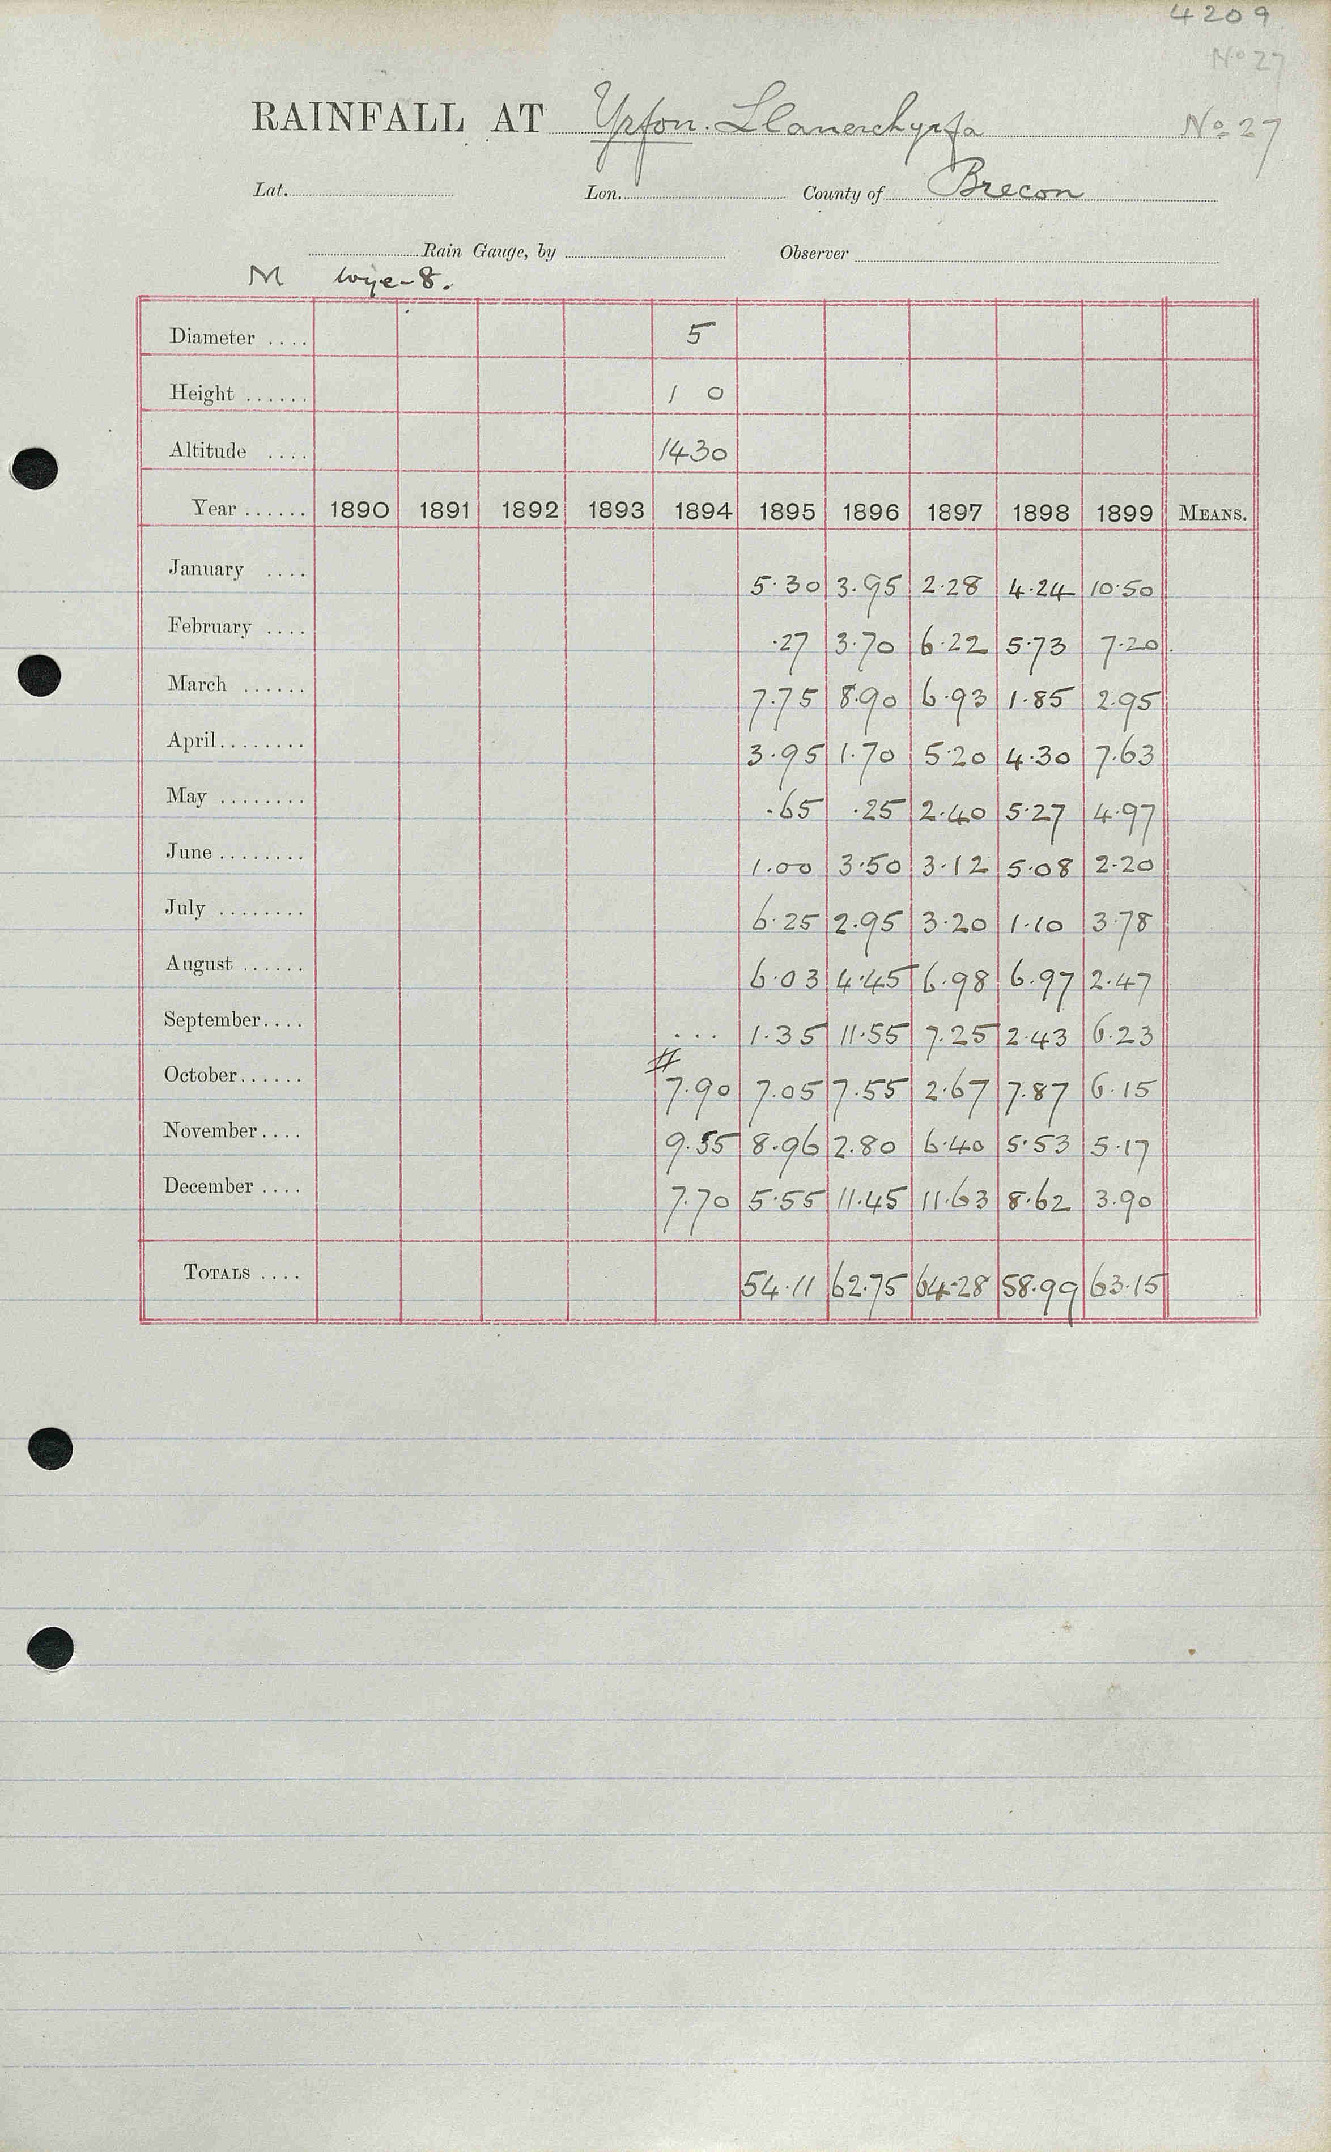 4209
No 27
RAINFALL AT Yrfon. Llanerchyrfa No 27
Lat. Lon. County of Brecon
Rain Gauge, by Observer
M Wye-8.
Diameter .... 5
Height ...... 1 0
Altitude .... 1430
Year ...... 1890 1891 1892 1893 1894 1895 1896 1897 1898 1899 MEANS.
January .... 5.30 3.95 2.28 4.24 10.50
February .... .27 3.70 6.22 5.73 7.20
March ...... 7.75 8.90 6.93 1.85 2.95
April........ 3.95 1.70 5.20 4.30 7.63
May ........ .65 .25 2.40 5.27 4.97
June ........ 1.00 3.50 3.12 5.08 2.20
July ........ 6.25 2.95 3.20 1.10 3.78
August ...... 6.03 4.45 6.98 6.97 2.47
September.... ... 1.35 11.55 7.25 2.43 6.23
October...... # 7.90 7.05 7.55 2.67 7.87 6.15
November.... 9.55 8.96 2.80 6.40 5.53 5.17
December .... 7.70 5.55 11.45 11.63 8.62 3.90
TOTALS .... 54.11 62.75 64.28 58.99 63.15